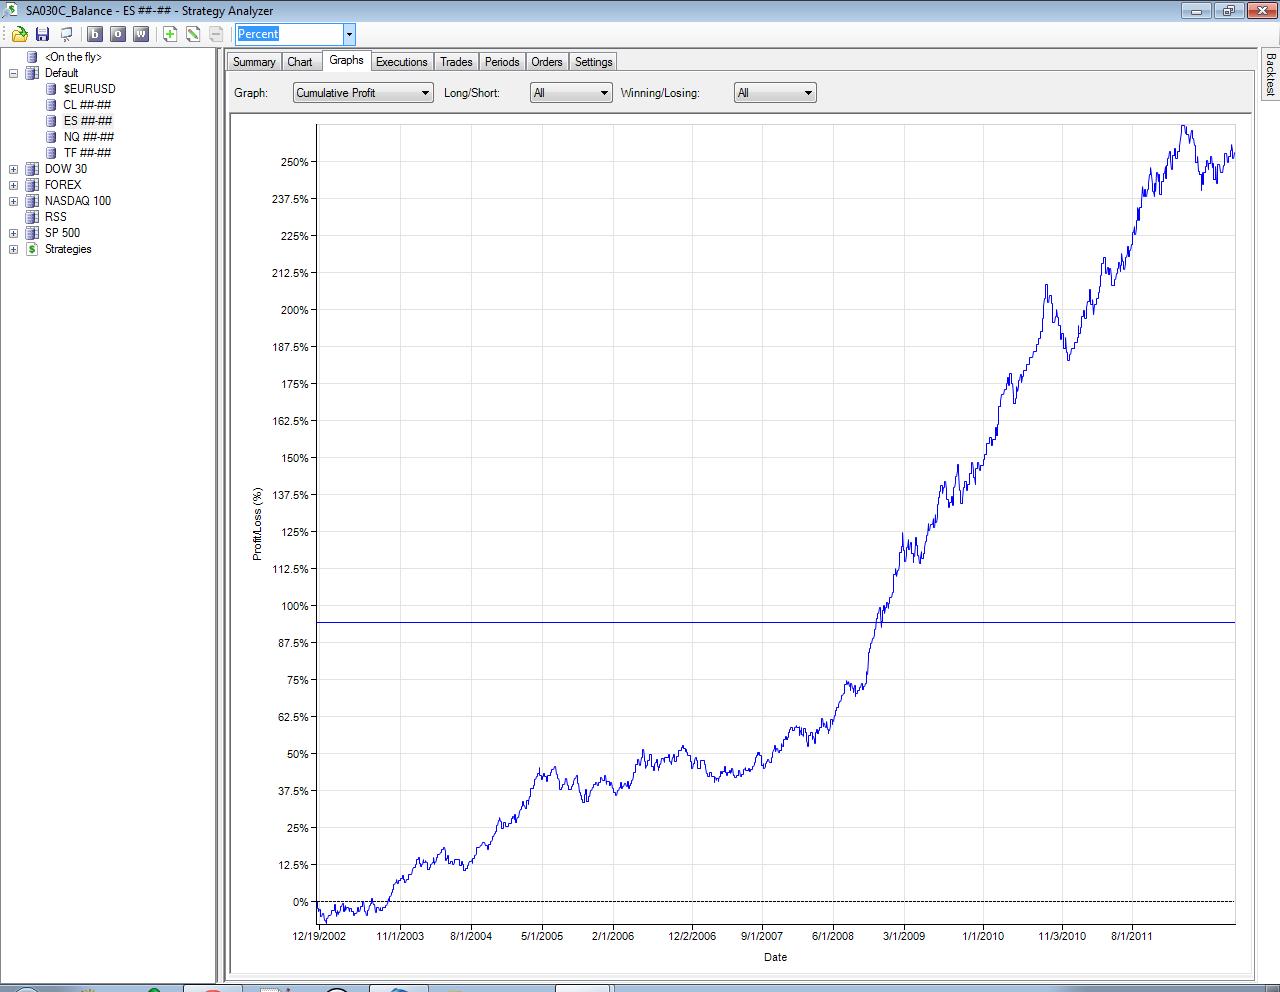 SA030C_Balance - ES ##-## - Strategy Analyzer
b o w Percent
<On the fly>
Default
$EURUSD
CL ##-##
ES ##-##
NQ ##-##
TF ##-##
DOW 30
FOREX
NASDAQ 100
RSS
SP 500
$ Strategies
Summary Chart Graphs Executions Trades Periods Orders Settings
Graph: Cumulative Profit Long/Short: All Winning/Losing: All
Backtest
250%
237.5%
225%
212.5%
200%
187.5%
175%
162.5%
150%
137.5%
125%
112.5%
100%
87.5%
75%
62.5%
50%
37.5%
25%
12.5%
0%
Profit/Loss (%)
12/19/2002 11/1/2003 8/1/2004 5/1/2005 2/1/2006 12/2/2006 9/1/2007 6/1/2008 3/1/2009 1/1/2010 11/3/2010 8/1/2011
Date